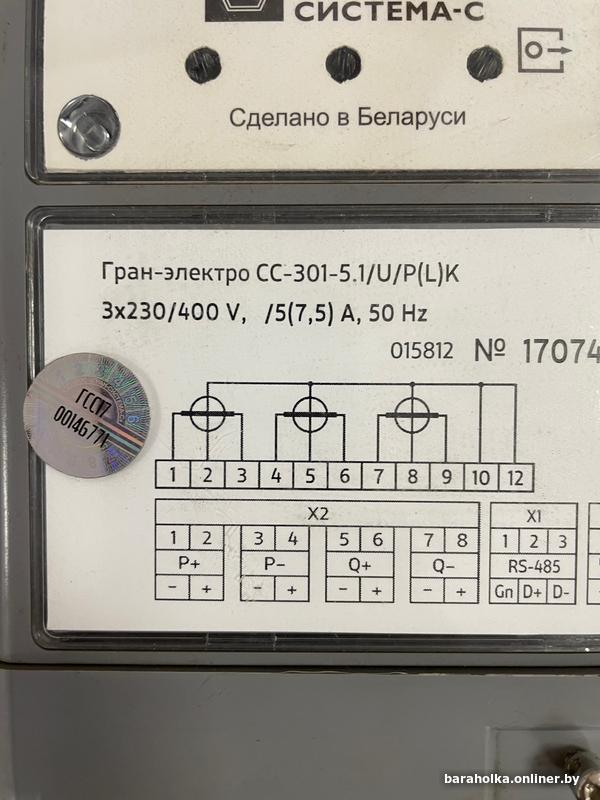 СИСТЕМА-С
Сделано в Беларуси
Гран-электро СС-301-5.1/U/P(L)K
3x230/400 V, /5(7,5) A, 50 Hz
015812 № 17074
ГСС17
00146771
1 2 3 4 5 6 7 8 9 10 12
X2 X1
1 2 3 4 5 6 7 8 1 2 3
P+ P− Q+ Q− RS-485
− + − + − + − + Gn D+ D-
baraholka.onliner.by